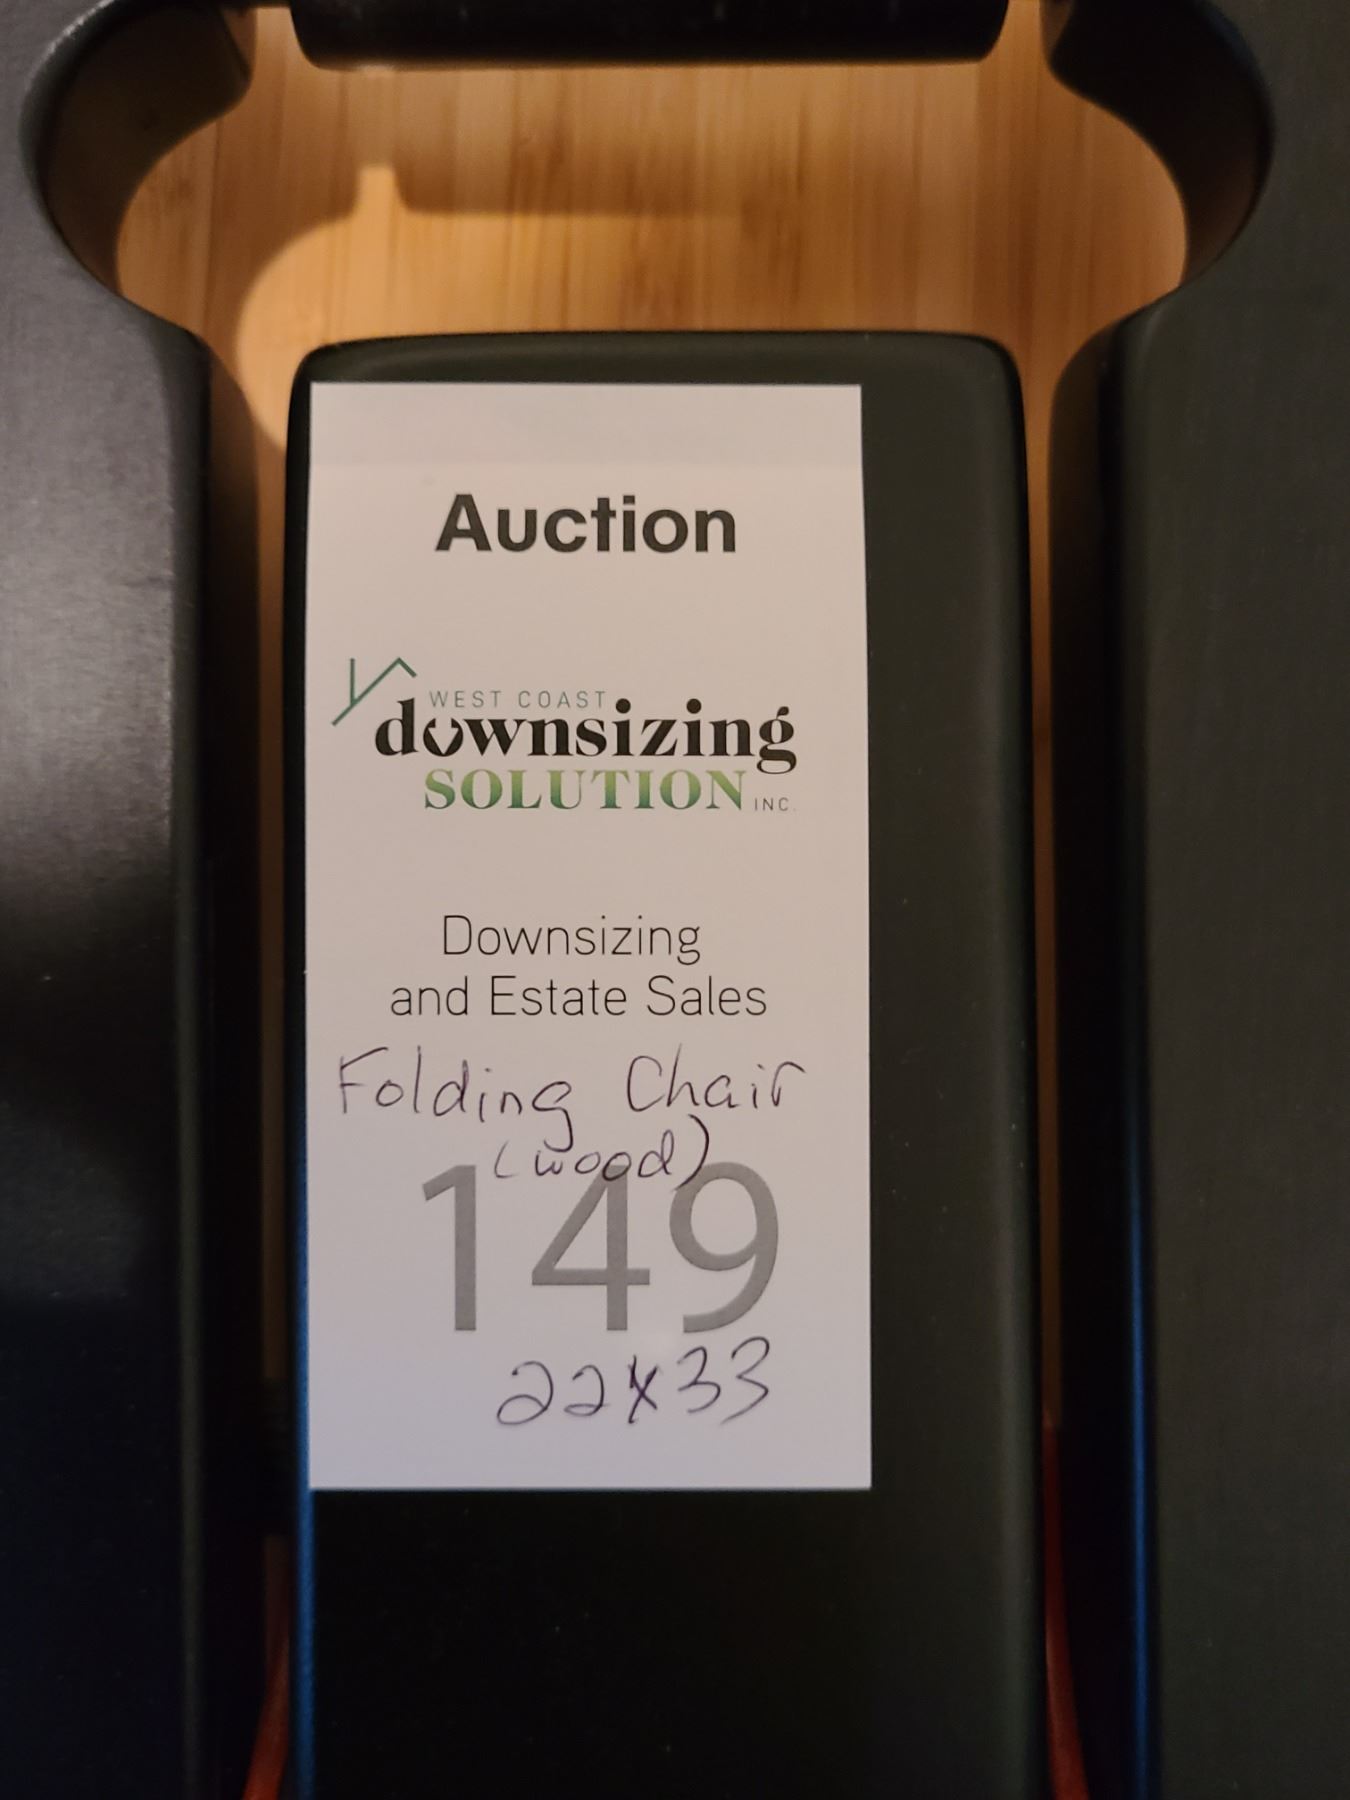 Auction
WEST COAST
downsizing
SOLUTION INC.
Downsizing
and Estate Sales
Folding Chair
(wood)
149
22x33